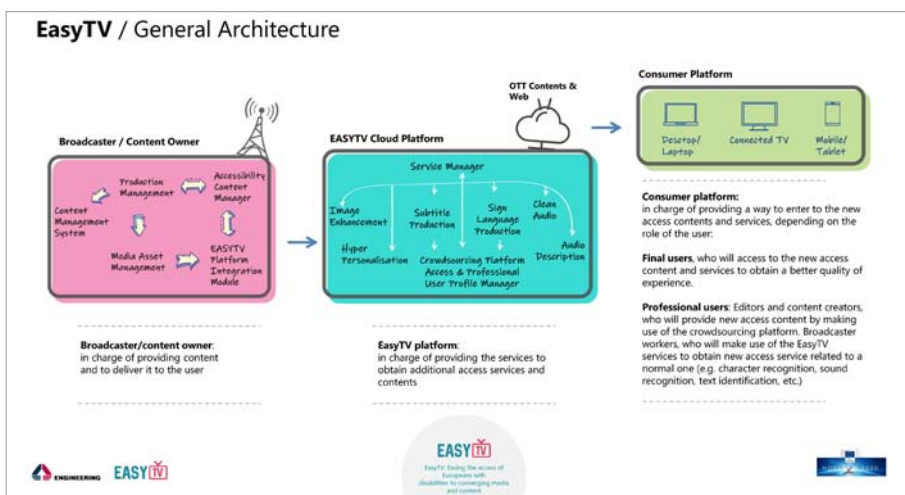 EasyTV / General Architecture
Broadcaster / Content Owner
Production
Management
Accessibility
Content
Manager
Content
Management
System
Media Asset
Management
EASYTV
Platform
Integration
Module
Broadcaster/content owner:
in charge of providing content
and to deliver it to the user
OTT Contents &
Web
EASYTV Cloud Platform
Service Manager
Image
Enhancement
Subtitle
Production
Sign
Language
Production
Clean
Audio
Hyper
Personalisation
Crowdsourcing Platform
Access & Professional
User Profile Manager
Audio
Description
EasyTV platform:
in charge of providing the services to
obtain additional access services and
contents
Consumer Platform
Desctop/
Laptop
Connected TV
Mobile/
Tablet
Consumer platform:
in charge of providing a way to enter to the new
access contents and services, depending on the
role of the user:
Final users, who will access to the new access
content and services to obtain a better quality of
experience.
Professional users: Editors and content creators,
who will provide new access content by making
use of the crowdsourcing platform. Broadcaster
workers, who will make use of the EasyTV
services to obtain new access service related to a
normal one (e.g. character recognition, sound
recognition, text identification, etc.)
ENGINEERING
EASY TV
EASY TV
EasyTV: Easing the access of
Europeans with
disabilities to converging media
and content